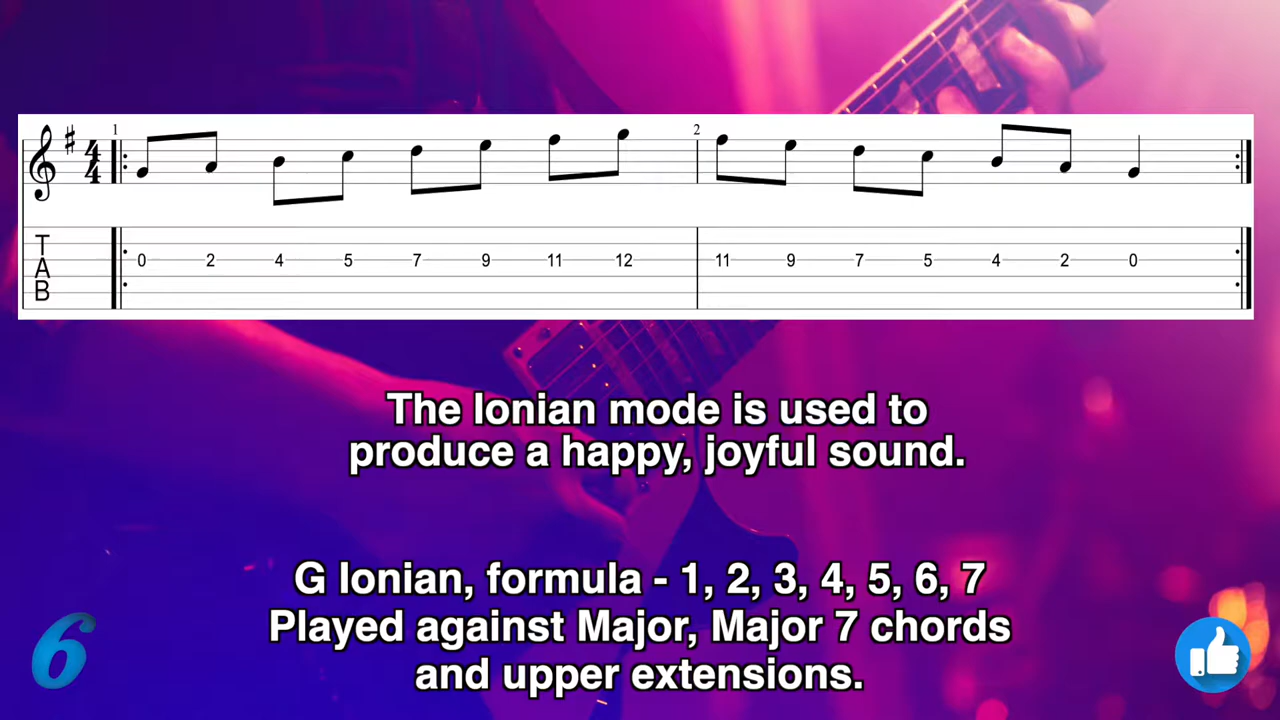 1 2
4
4
T 0 2 4 5 7 9 11 12 11 9 7 5 4 2 0
A
B
The Ionian mode is used to
produce a happy, joyful sound.
G Ionian, formula - 1, 2, 3, 4, 5, 6, 7
Played against Major, Major 7 chords
and upper extensions.
6